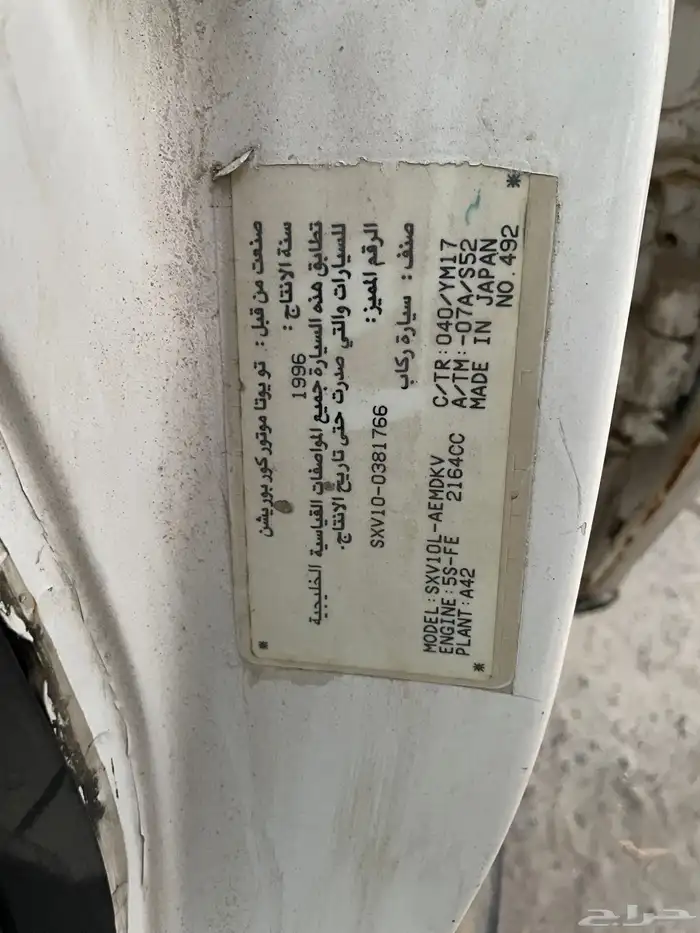 صنعت من قبل : تويوتا موتور كوربوريشن
سنة الانتاج : 1996
تطابق هذه السيارة جميع المواصفات القياسية الخليجية
للسيارات والتي صدرت حتى تاريخ الانتاج.
الرقم المميز : SXV10-0381766
صنف : سيارة ركاب
MODEL:SXV10L-AEMDKV C/TR:040/YM17
ENGINE:5S-FE 2164CC A/TM:-07A/S52
PLANT:A42 MADE IN JAPAN
NO.492
حراج